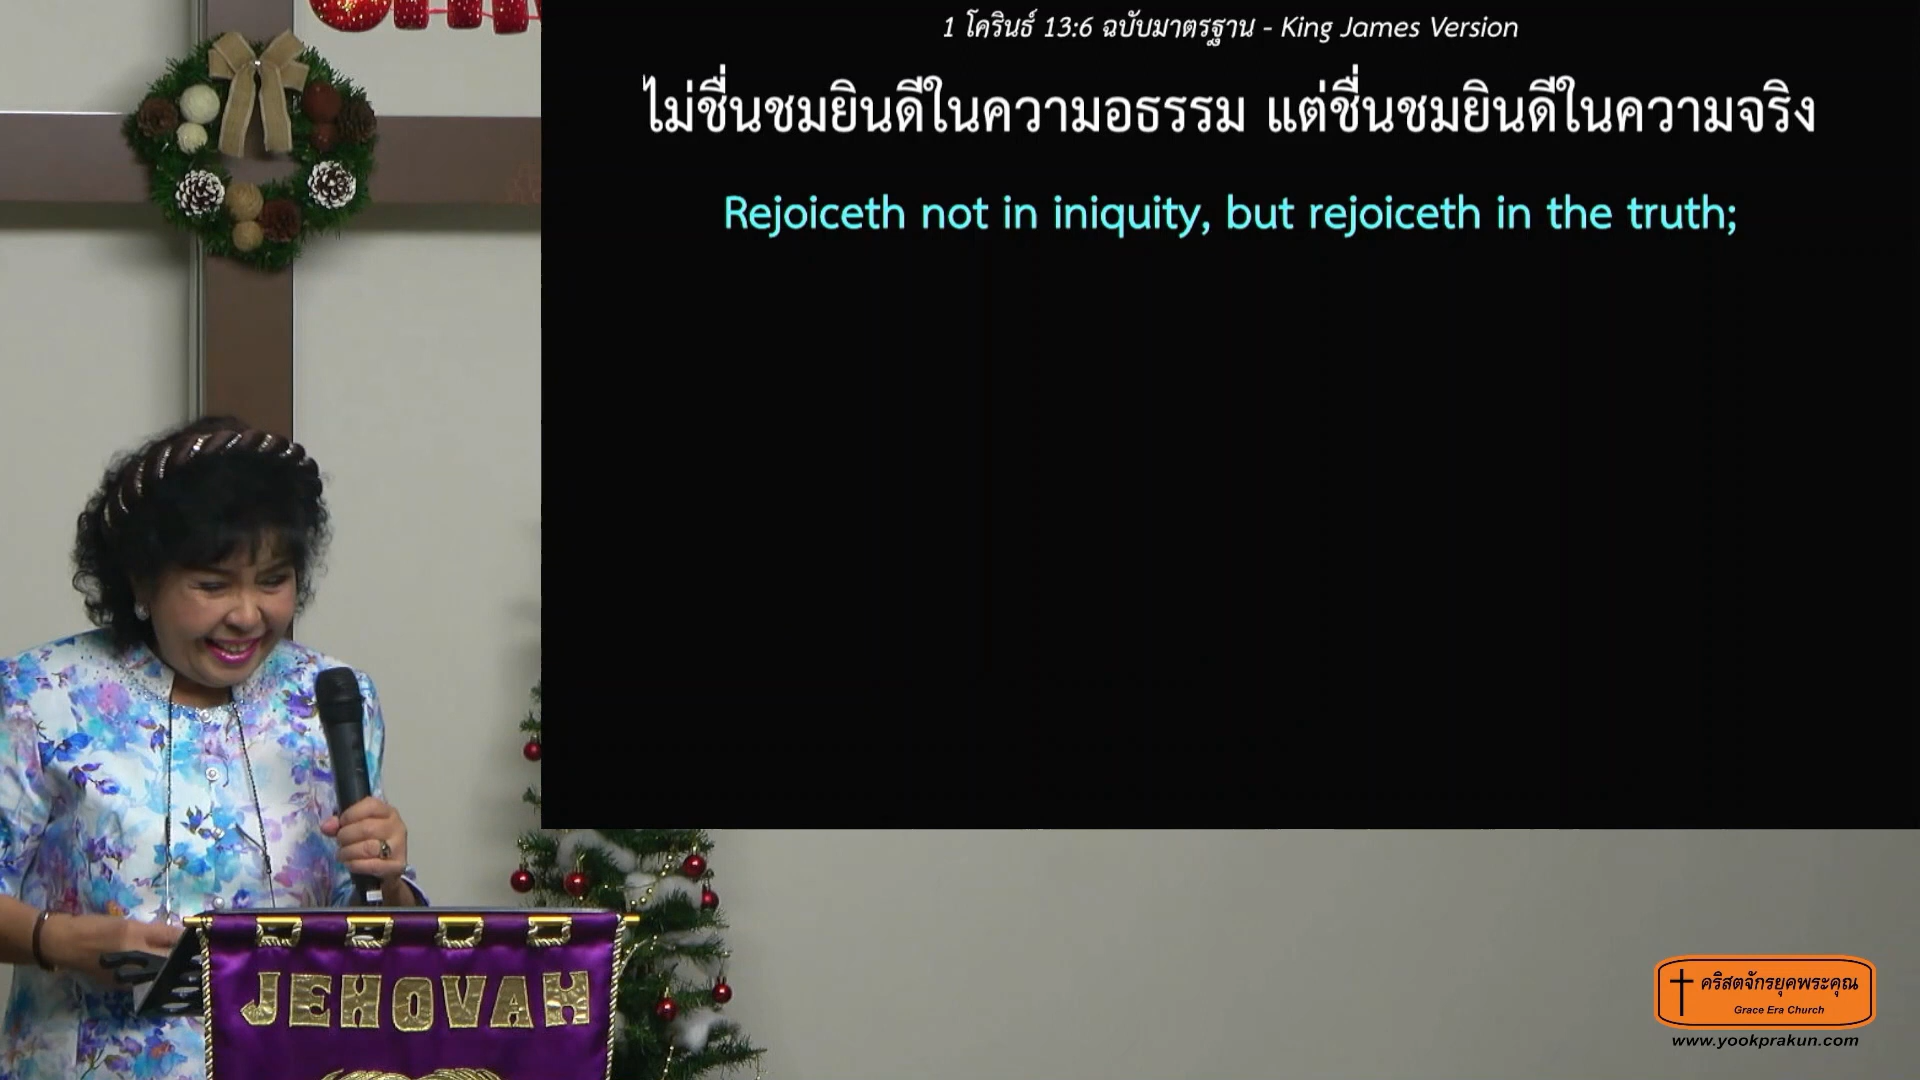 1 โครินธ์ 13:6 ฉบับมาตรฐาน - King James Version
ไม่ชื่นชมยินดีในความอธรรม แต่ชื่นชมยินดีในความจริง
Rejoiceth not in iniquity, but rejoiceth in the truth;
JEHOVAH
คริสตจักรยุคพระคุณ
Grace Era Church
www.yookprakun.com